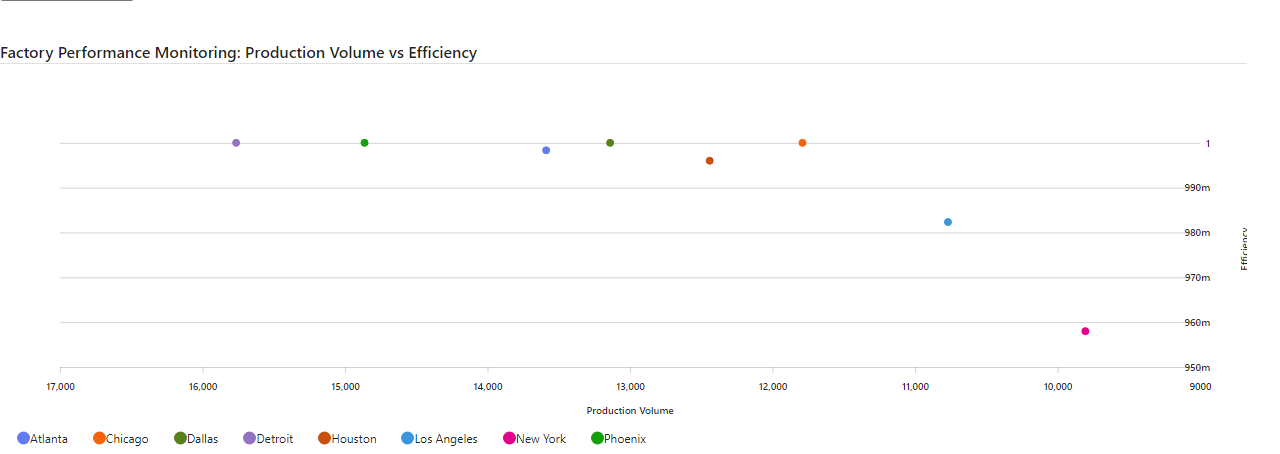 Factory Performance Monitoring: Production Volume vs Efficiency
1
990m
980m
970m
960m
950m
Efficiency
17,000 16,000 15,000 14,000 13,000 12,000 11,000 10,000 9000
Production Volume
Atlanta Chicago Dallas Detroit Houston Los Angeles New York Phoenix